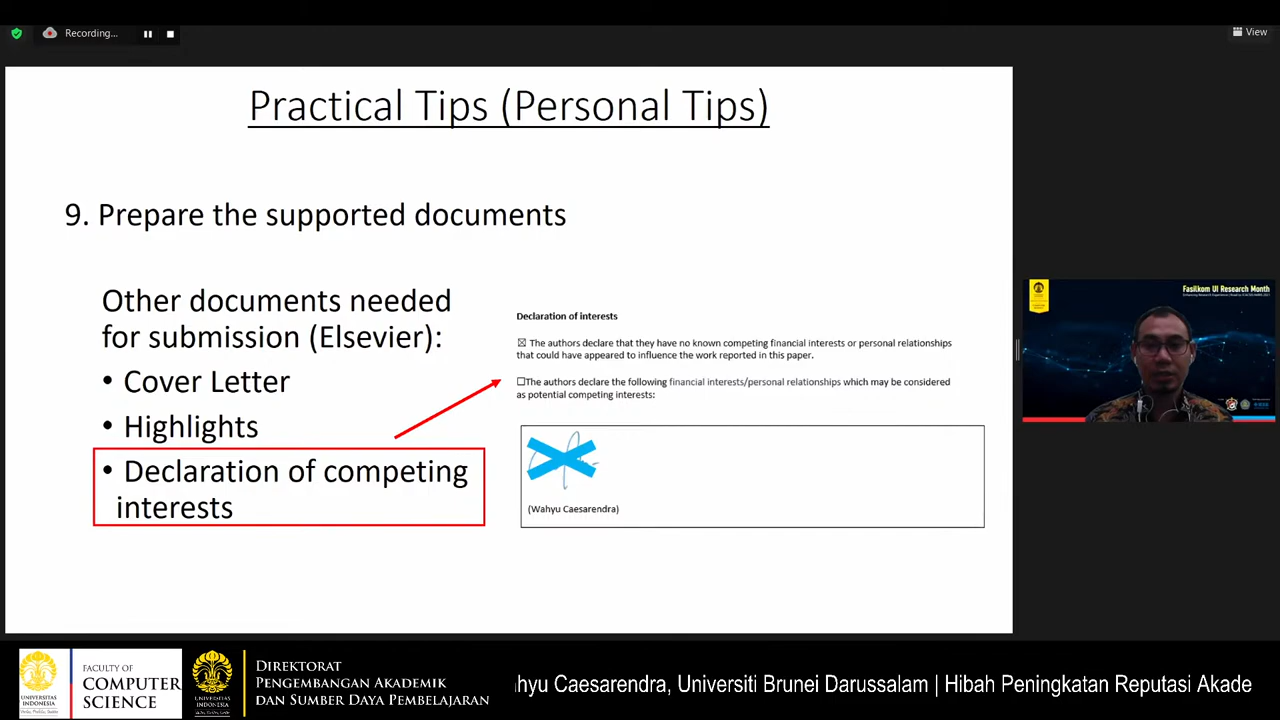 Recording...
View
Practical Tips (Personal Tips)
9. Prepare the supported documents
Other documents needed
for submission (Elsevier):
• Cover Letter
• Highlights
• Declaration of competing
interests
Declaration of interests
☒ The authors declare that they have no known competing financial interests or personal relationships
that could have appeared to influence the work reported in this paper.
☐The authors declare the following financial interests/personal relationships which may be considered
as potential competing interests:
(Wahyu Caesarendra)
Fasilkom UI Research Month
FACULTY OF
COMPUTER
SCIENCE
UNIVERSITAS
INDONESIA
UNIVERSITAS
INDONESIA
DIREKTORAT
PENGEMBANGAN AKADEMIK
DAN SUMBER DAYA PEMBELAJARAN
ahyu Caesarendra, Universiti Brunei Darussalam | Hibah Peningkatan Reputasi Akade